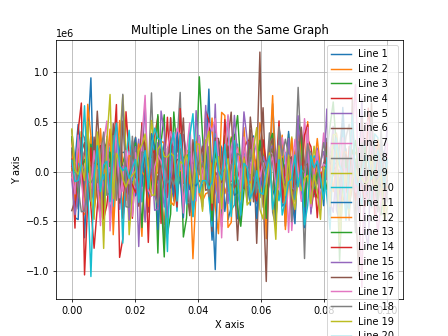 Multiple Lines on the Same Graph
1e6
1.0
0.5
0.0
−0.5
−1.0
Y axis
0.00
0.02
0.04
0.06
X axis
Line 1
Line 2
Line 3
Line 4
Line 5
Line 6
Line 7
Line 8
Line 9
Line 10
Line 11
Line 12
Line 13
Line 14
Line 15
Line 16
Line 17
Line 18
Line 19
Line 20